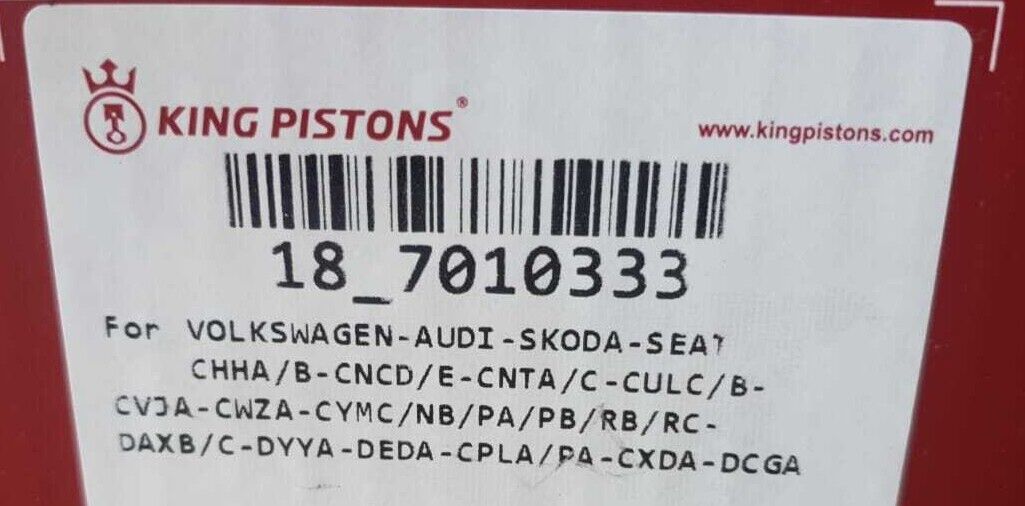 KING PISTONS®
www.kingpistons.com
18_7010333
For VOLKSWAGEN-AUDI-SKODA-SEAT
CHHA/B-CNCD/E-CNTA/C-CULC/B-
CVJA-CWZA-CYMC/NB/PA/PB/RB/RC-
DAXB/C-DYYA-DEDA-CPLA/PA-CXDA-DCGA